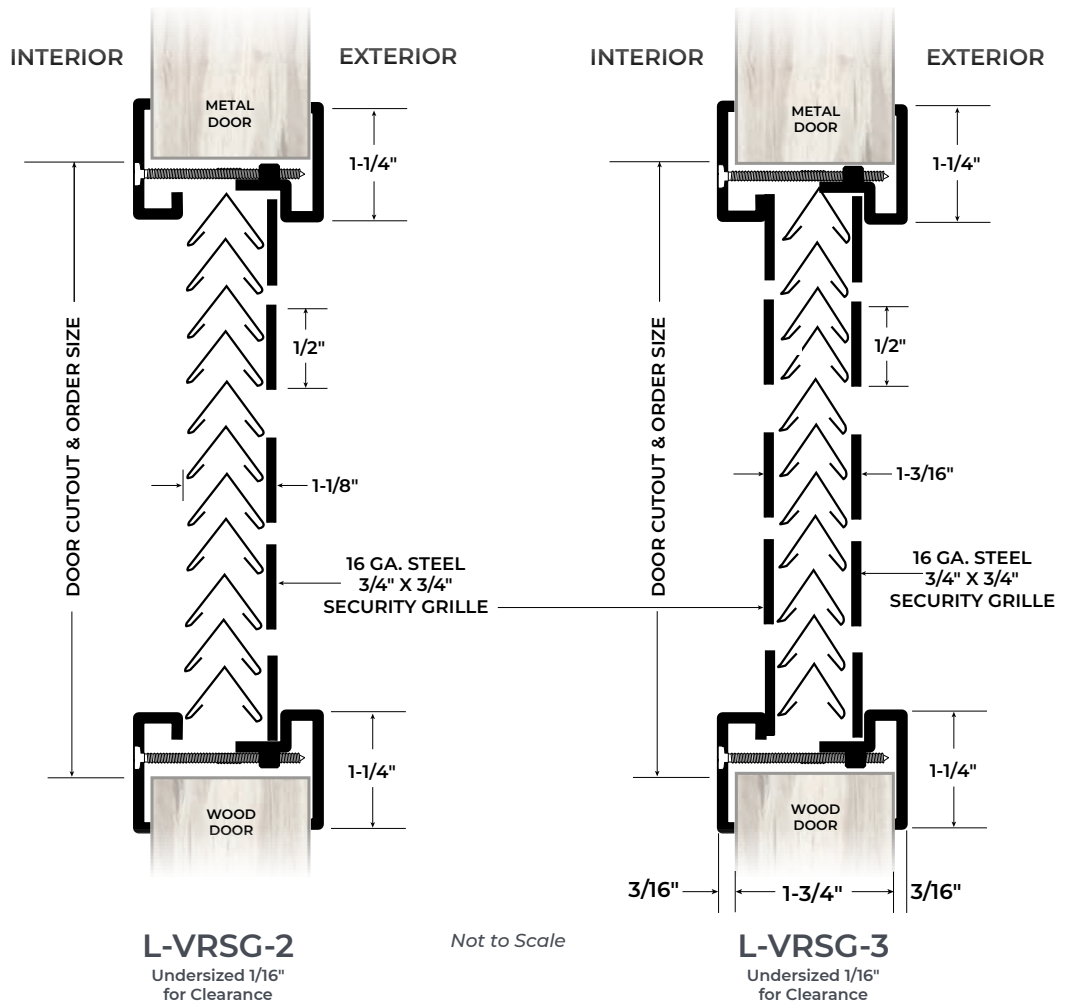 INTERIOR
EXTERIOR
METAL
DOOR
1-1/4"
DOOR CUTOUT & ORDER SIZE
1/2"
1-1/8"
16 GA. STEEL
3/4" X 3/4"
SECURITY GRILLE
1-1/4"
WOOD
DOOR
L-VRSG-2
Undersized 1/16"
for Clearance
Not to Scale
INTERIOR
EXTERIOR
METAL
DOOR
1-1/4"
DOOR CUTOUT & ORDER SIZE
1/2"
1-3/16"
16 GA. STEEL
3/4" X 3/4"
SECURITY GRILLE
1-1/4"
WOOD
DOOR
3/16"
1-3/4"
3/16"
L-VRSG-3
Undersized 1/16"
for Clearance